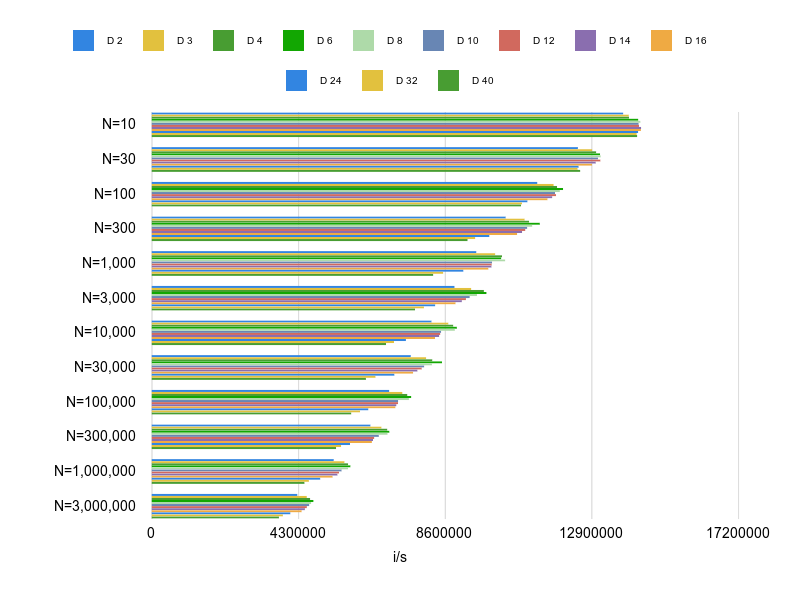 D 2 D 3 D 4 D 6 D 8 D 10 D 12 D 14 D 16
D 24 D 32 D 40
N=10
N=30
N=100
N=300
N=1,000
N=3,000
N=10,000
N=30,000
N=100,000
N=300,000
N=1,000,000
N=3,000,000
0 4300000 8600000 12900000 17200000
i/s